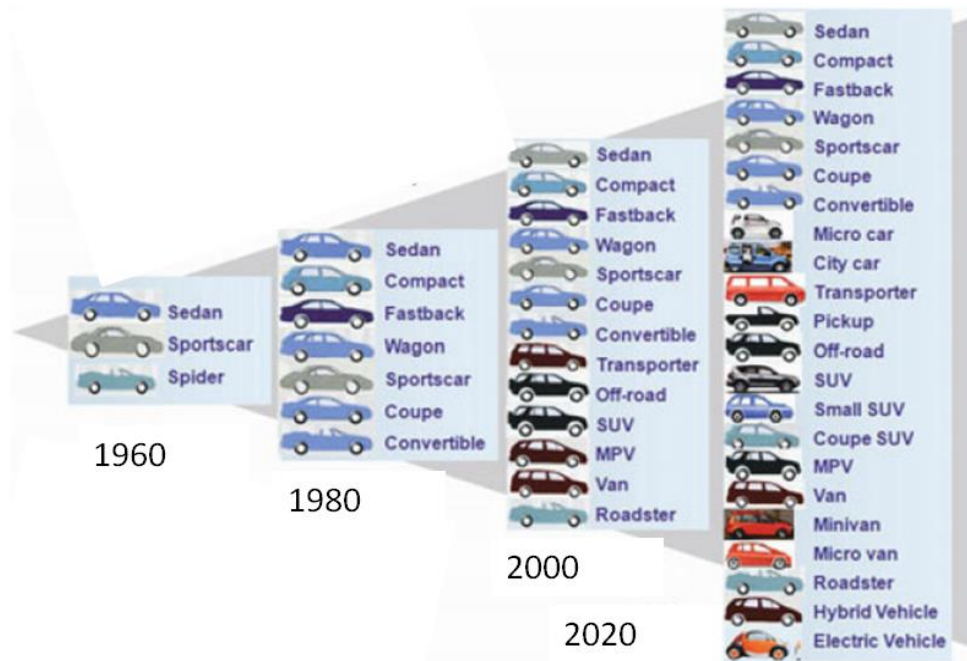 Sedan
Sportscar
Spider
1960
Sedan
Compact
Fastback
Wagon
Sportscar
Coupe
Convertible
1980
Sedan
Compact
Fastback
Wagon
Sportscar
Coupe
Convertible
Transporter
Off-road
SUV
MPV
Van
Roadster
2000
Sedan
Compact
Fastback
Wagon
Sportscar
Coupe
Convertible
Micro car
City car
Transporter
Pickup
Off-road
SUV
Small SUV
Coupe SUV
MPV
Van
Minivan
Micro van
Roadster
Hybrid Vehicle
Electric Vehicle
2020